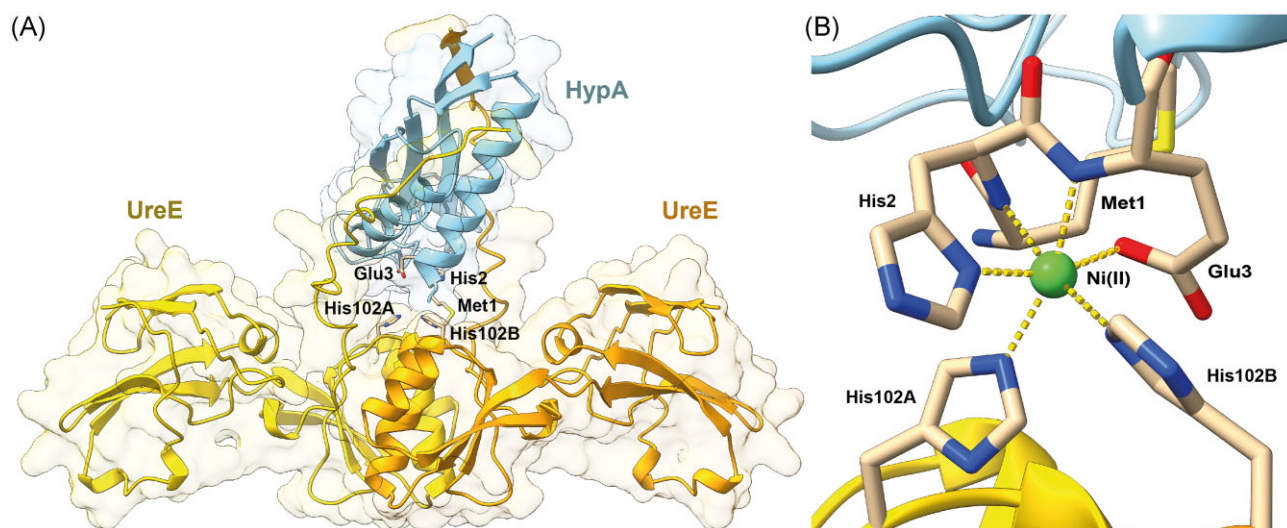 (A)
HypA
UreE
UreE
Glu3
His2
His102A
Met1
His102B
(B)
His2
Met1
Ni(II)
Glu3
His102A
His102B